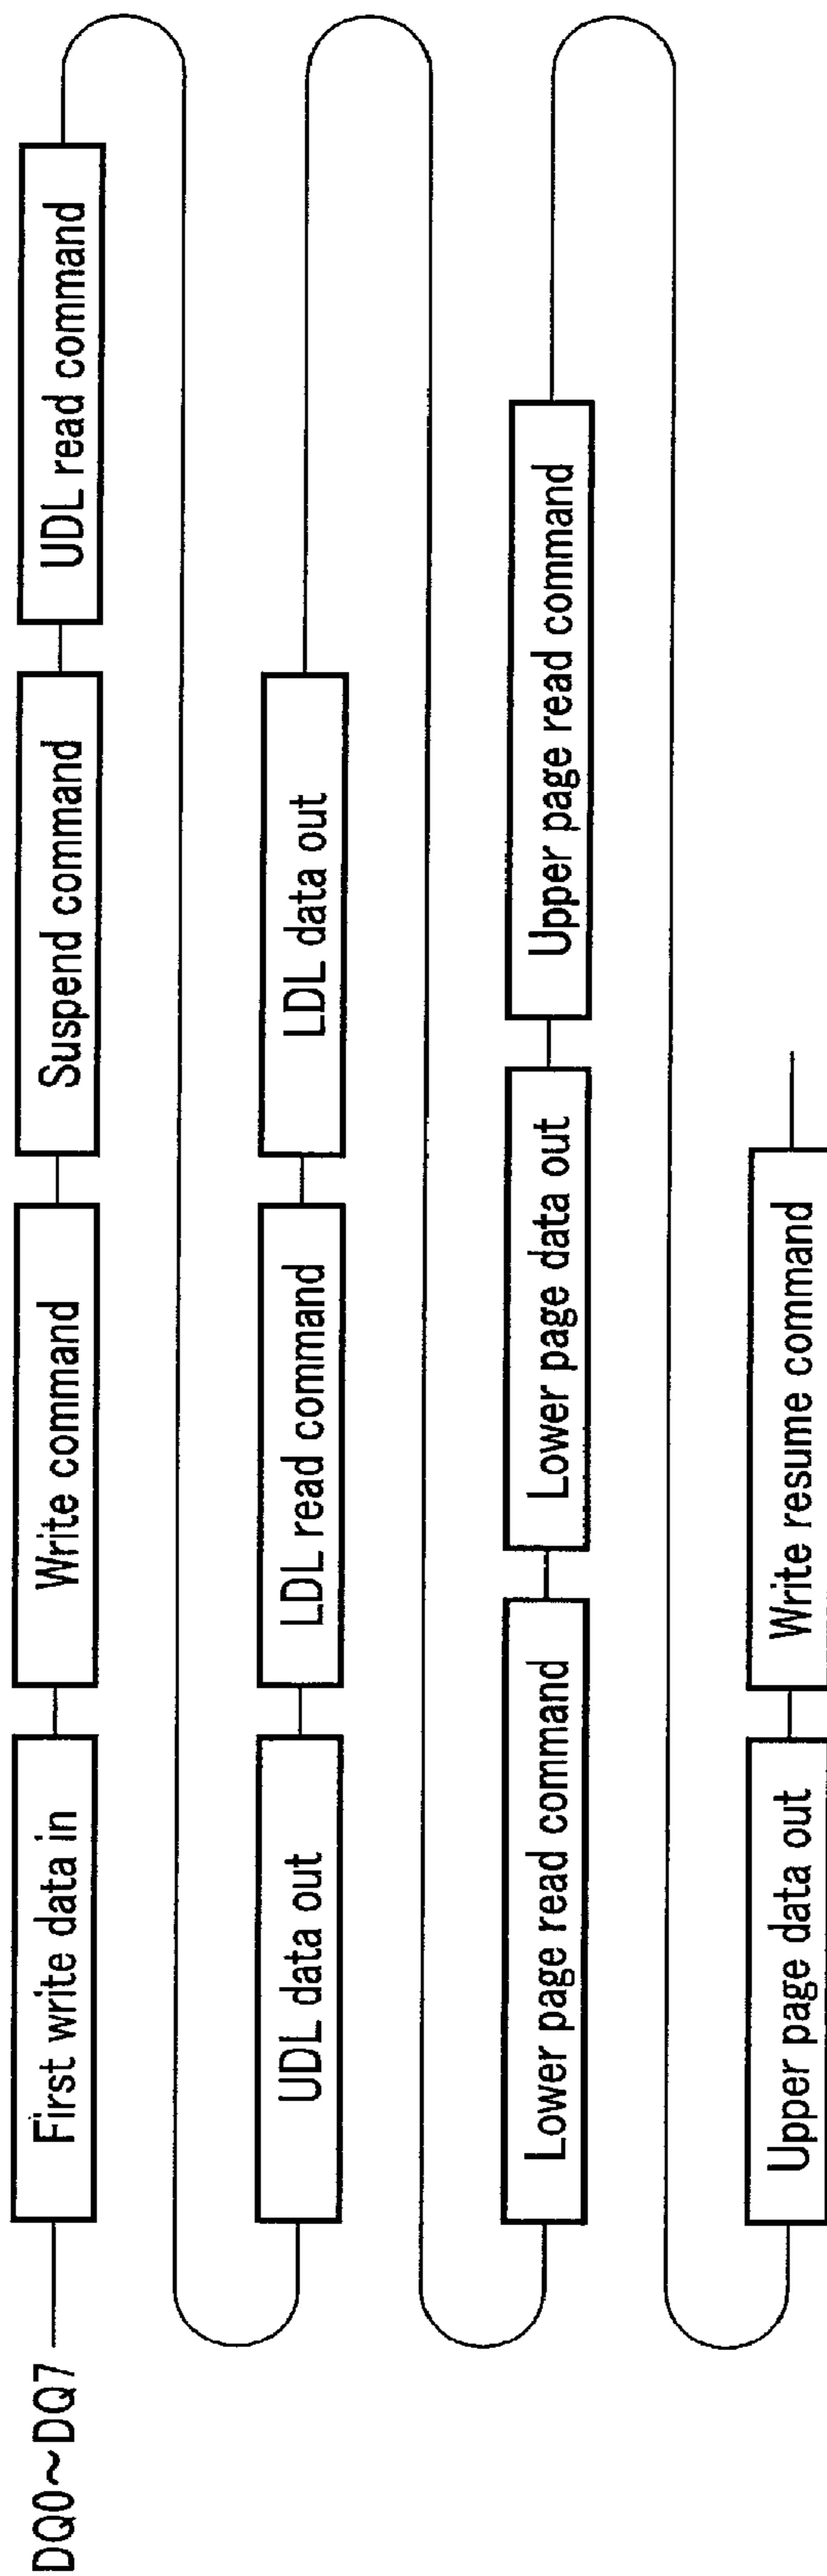 DQ0~DQ7
First write data in
Write command
Suspend command
UDL read command
UDL data out
LDL read command
LDL data out
Lower page read command
Lower page data out
Upper page read command
Upper page data out
Write resume command